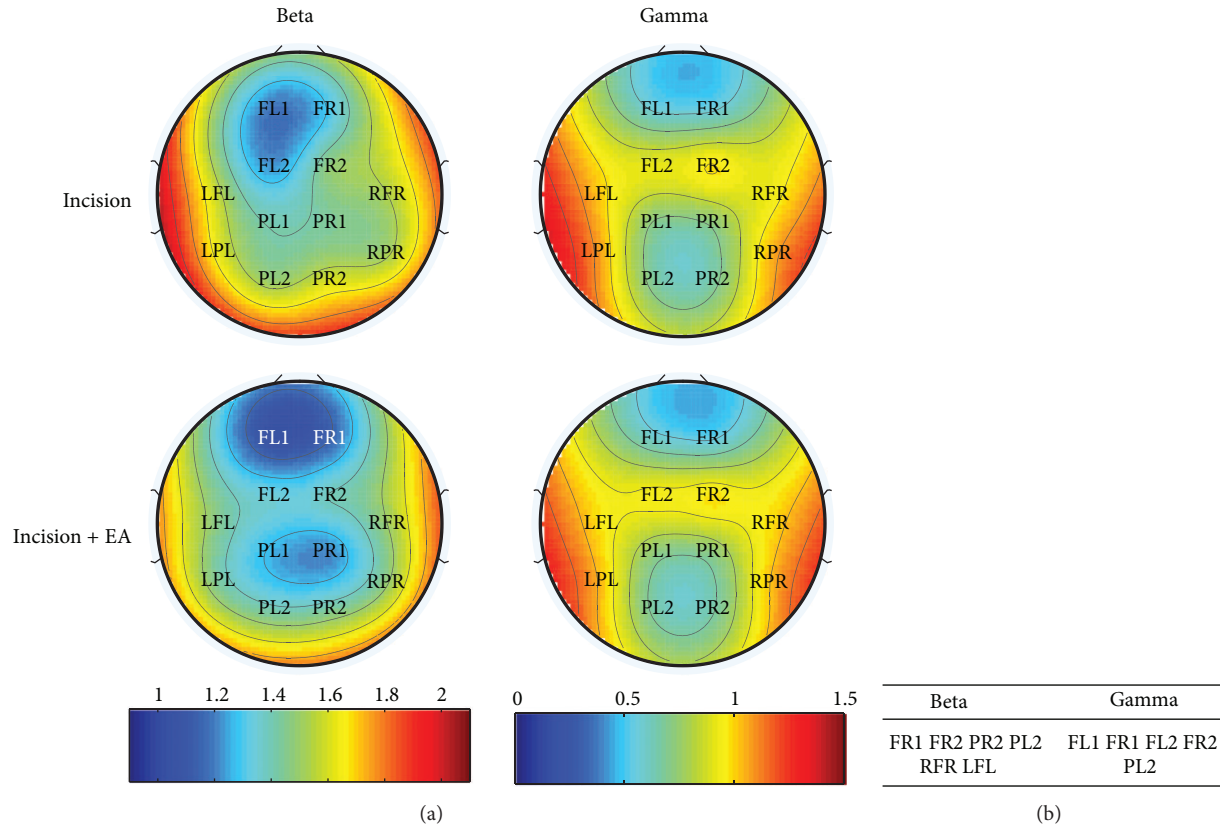 Beta Gamma
FL1 FR1 FL1 FR1
FL2 FR2 FL2 FR2
LFL RFR LFL RFR
Incision
PL1 PR1 PL1 PR1
LPL RPR LPL RPR
PL2 PR2 PL2 PR2
FL1 FR1 FL1 FR1
FL2 FR2 FL2 FR2
LFL RFR LFL RFR
Incision + EA
PL1 PR1 PL1 PR1
LPL RPR LPL RPR
PL2 PR2 PL2 PR2
1 1.2 1.4 1.6 1.8 2
0 0.5 1 1.5
(a)
Beta Gamma
FR1 FR2 PR2 PL2 FL1 FR1 FL2 FR2
RFR LFL PL2
(b)